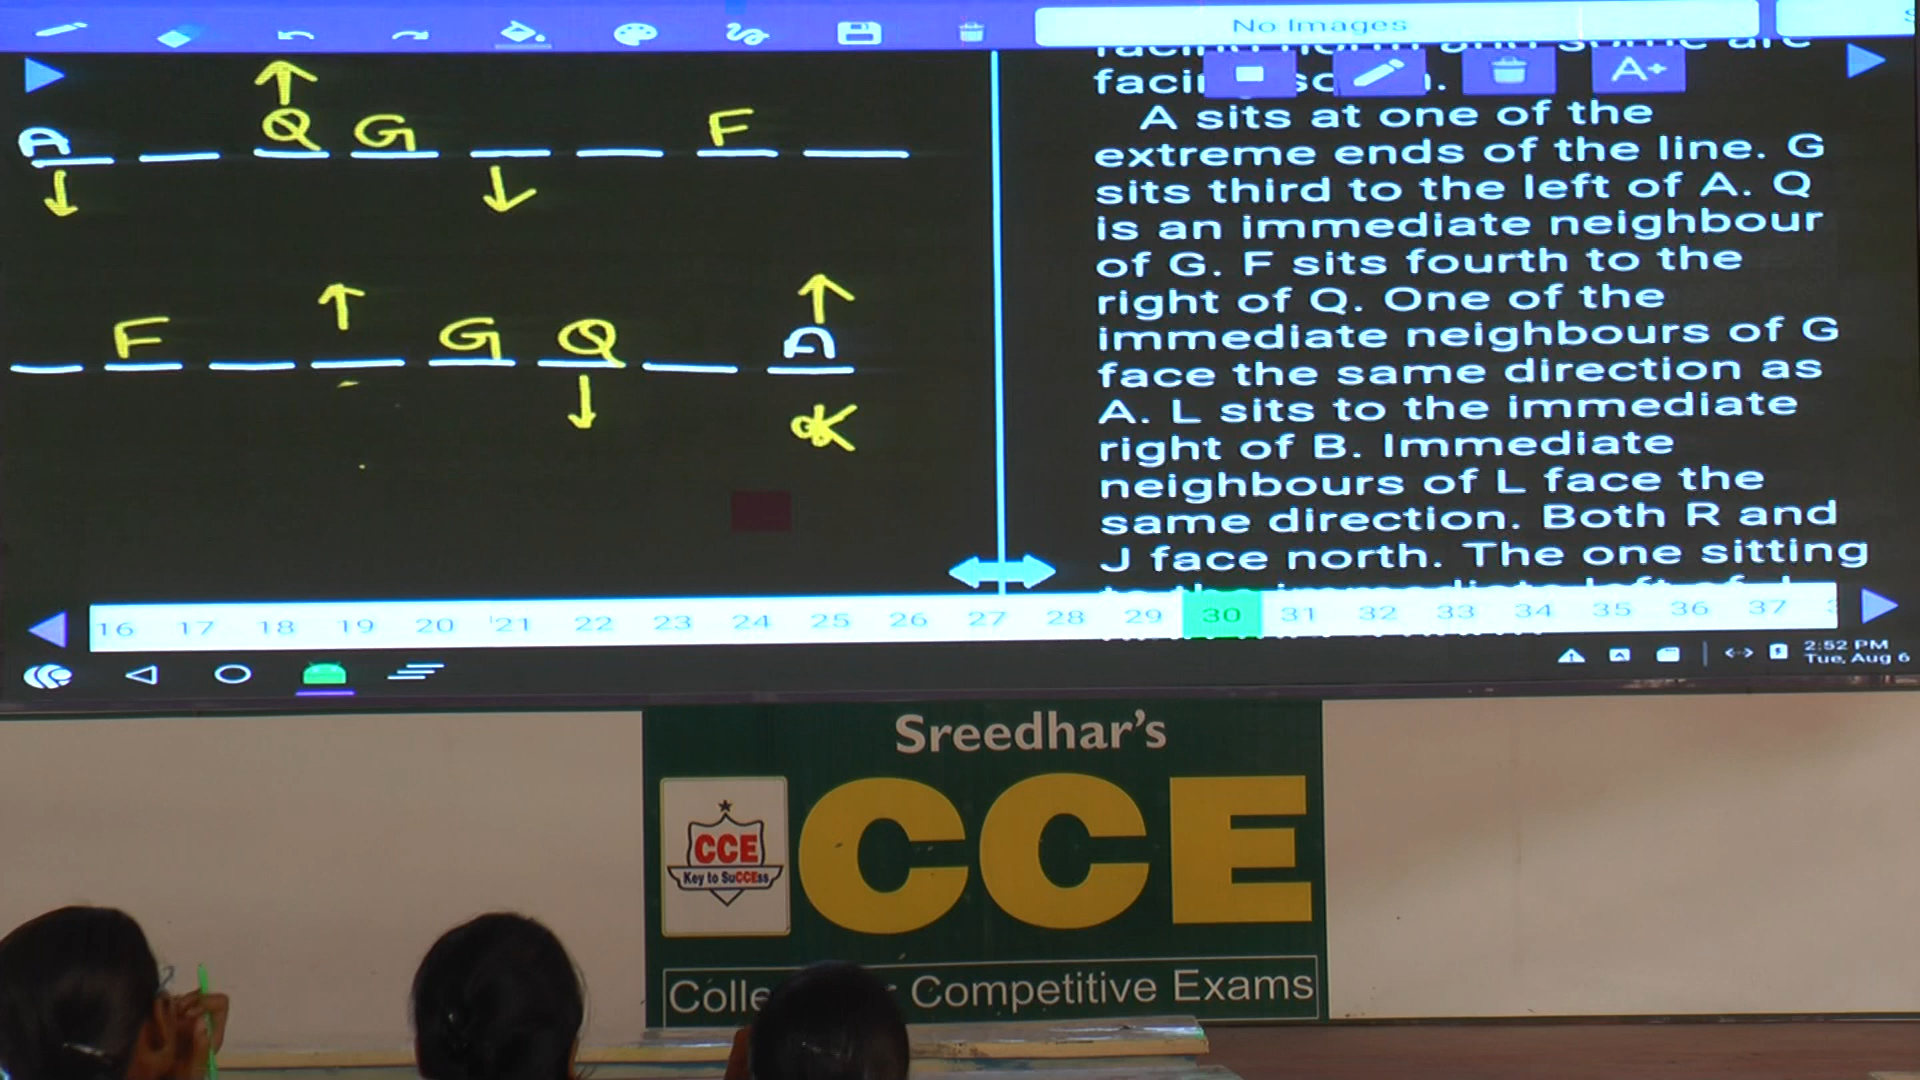 No Images
A+
facing north and some are
A sits at one of the
extreme ends of the line. G
sits third to the left of A. Q
is an immediate neighbour
of G. F sits fourth to the
right of Q. One of the
immediate neighbours of G
face the same direction as
A. L sits to the immediate
right of B. Immediate
neighbours of L face the
same direction. Both R and
J face north. The one sitting
A Q G F
F G Q A
16 17 18 19 20 21 22 23 24 25 26 27 28 29 30 31 32 33 34 35 36 37
2:52 PM
Tue, Aug 6
Sreedhar's
CCE
CCE
Key to SuCCEss
Competitive Exams